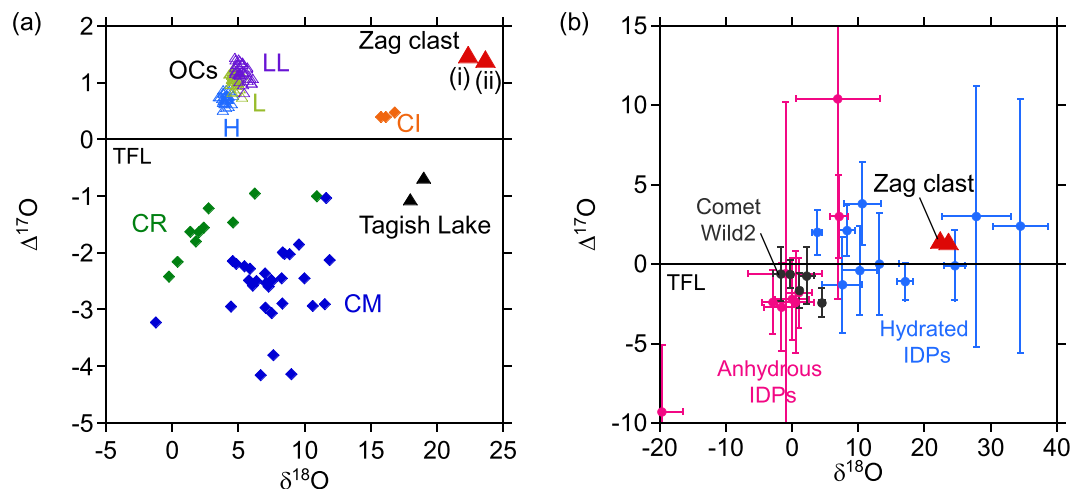 (a)
2
1
0
-1
-2
-3
-4
-5
-5
0
5
10
15
20
25
Δ¹⁷O
δ¹⁸O
Zag clast
(i)
(ii)
OCs
LL
L
H
CI
TFL
CR
Tagish Lake
CM
(b)
15
10
5
0
-5
-10
-20
-10
0
10
20
30
40
Δ¹⁷O
δ¹⁸O
Zag clast
Comet
Wild2
TFL
Hydrated
IDPs
Anhydrous
IDPs